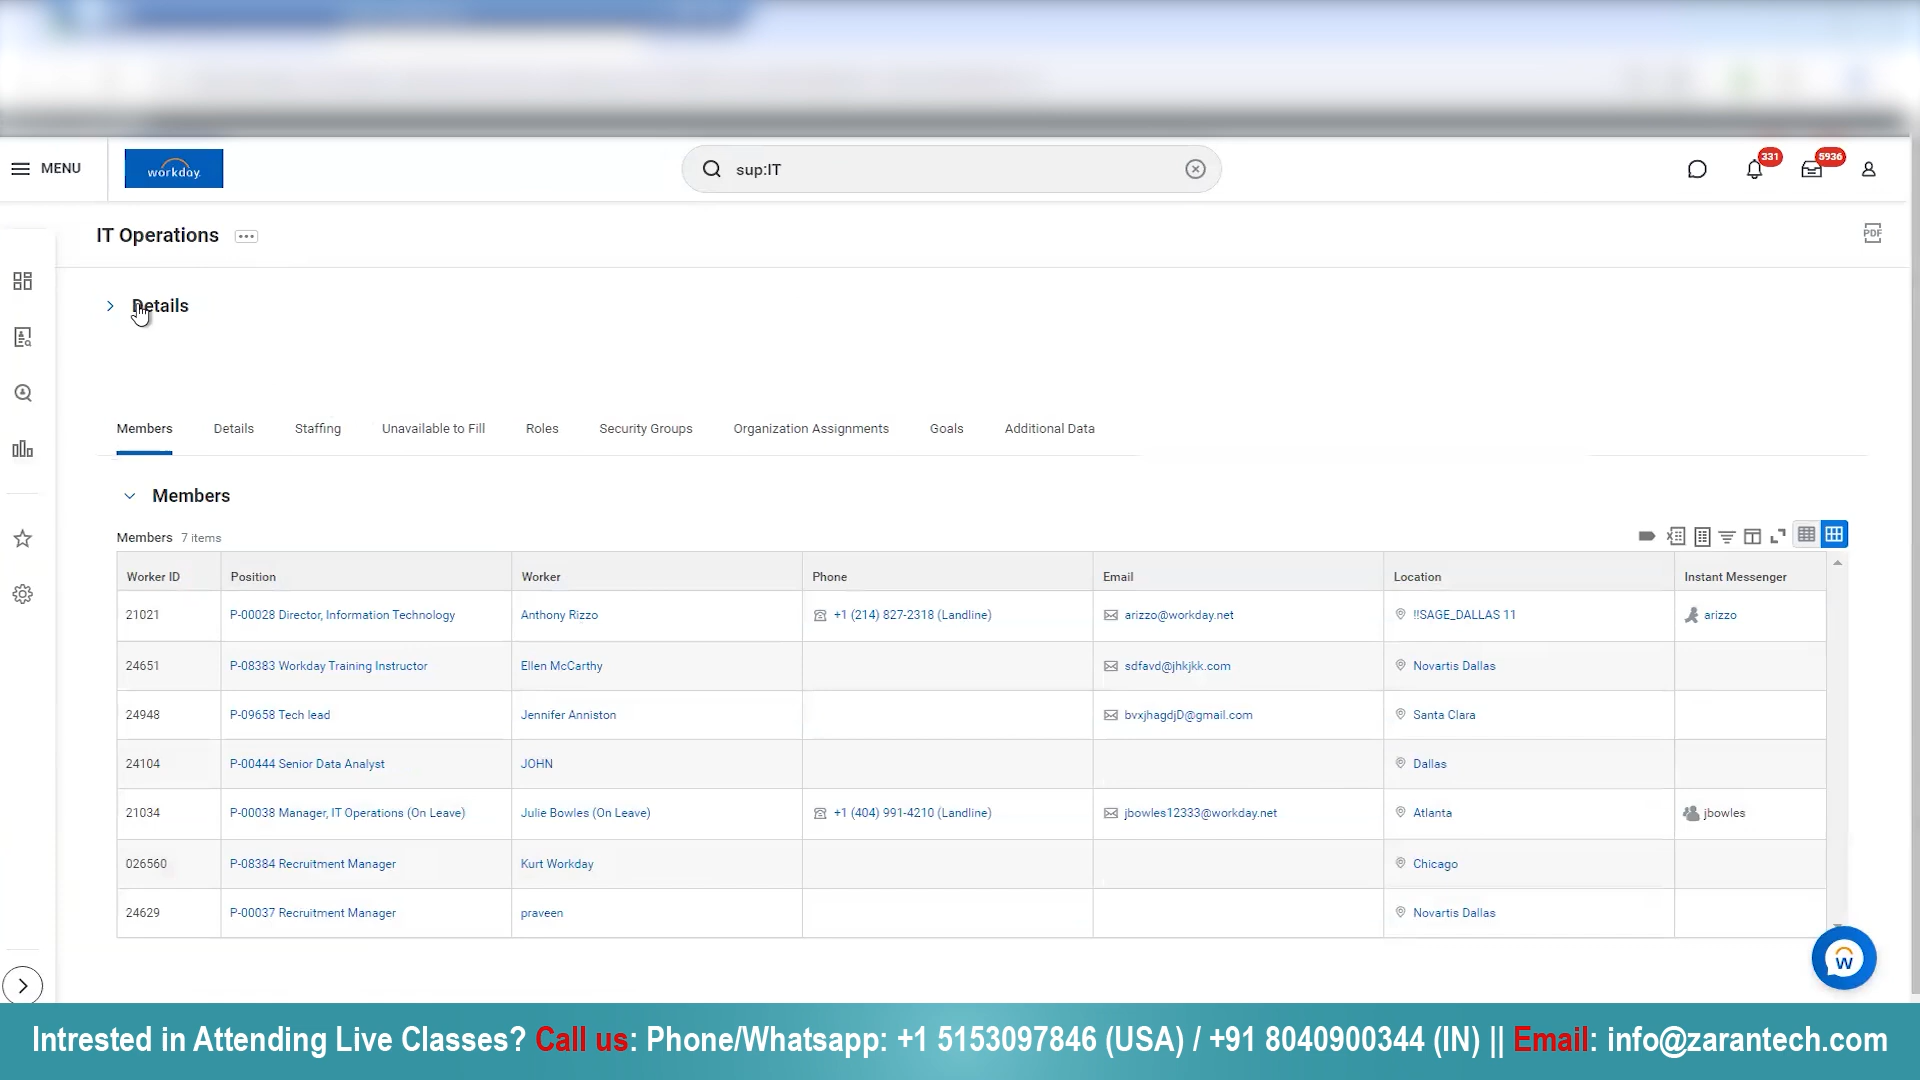 MENU
workday.
sup:IT
331
5936
IT Operations
PDF
Details
Members Details Staffing Unavailable to Fill Roles Security Groups Organization Assignments Goals Additional Data
Members
Members 7 items
Worker ID Position Worker Phone Email Location Instant Messenger
21021 P-00028 Director, Information Technology Anthony Rizzo +1 (214) 827-2318 (Landline) arizzo@workday.net !!SAGE_DALLAS 11 arizzo
24651 P-08383 Workday Training Instructor Ellen McCarthy sdfavd@jhkjkk.com Novartis Dallas
24948 P-09658 Tech lead Jennifer Anniston bvxjhagdjD@gmail.com Santa Clara
24104 P-00444 Senior Data Analyst JOHN Dallas
21034 P-00038 Manager, IT Operations (On Leave) Julie Bowles (On Leave) +1 (404) 991-4210 (Landline) jbowles12333@workday.net Atlanta jbowles
026560 P-08384 Recruitment Manager Kurt Workday Chicago
24629 P-00037 Recruitment Manager praveen Novartis Dallas
W
Intrested in Attending Live Classes? Call us: Phone/Whatsapp: +1 5153097846 (USA) / +91 8040900344 (IN) || Email: info@zarantech.com